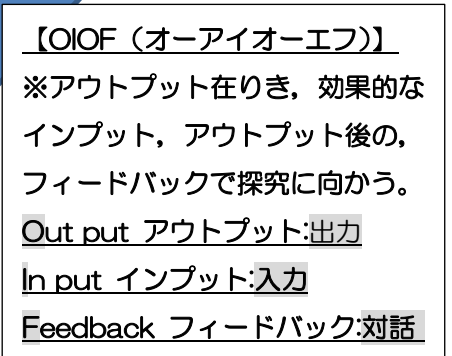 【OIOF（オーアイオーエフ）】
※アウトプット在りき，効果的な
インプット，アウトプット後の，
フィードバックで探究に向かう。
Out put アウトプット:出力
In put インプット:入力
Feedback フィードバック:対話